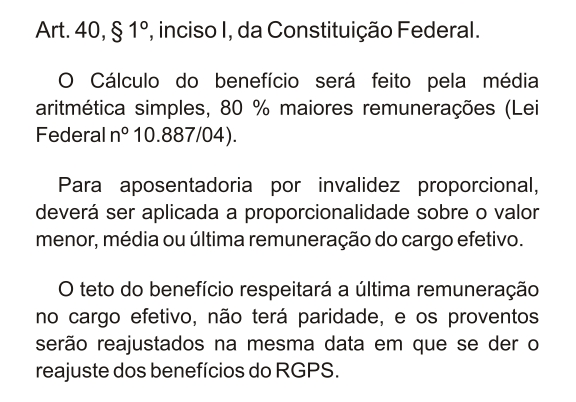 Art. 40, § 1º, inciso I, da Constituição Federal.
O Cálculo do benefício será feito pela média
aritmética simples, 80 % maiores remunerações (Lei
Federal nº 10.887/04).
Para aposentadoria por invalidez proporcional,
deverá ser aplicada a proporcionalidade sobre o valor
menor, média ou última remuneração do cargo efetivo.
O teto do benefício respeitará a última remuneração
no cargo efetivo, não terá paridade, e os proventos
serão reajustados na mesma data em que se der o
reajuste dos benefícios do RGPS.